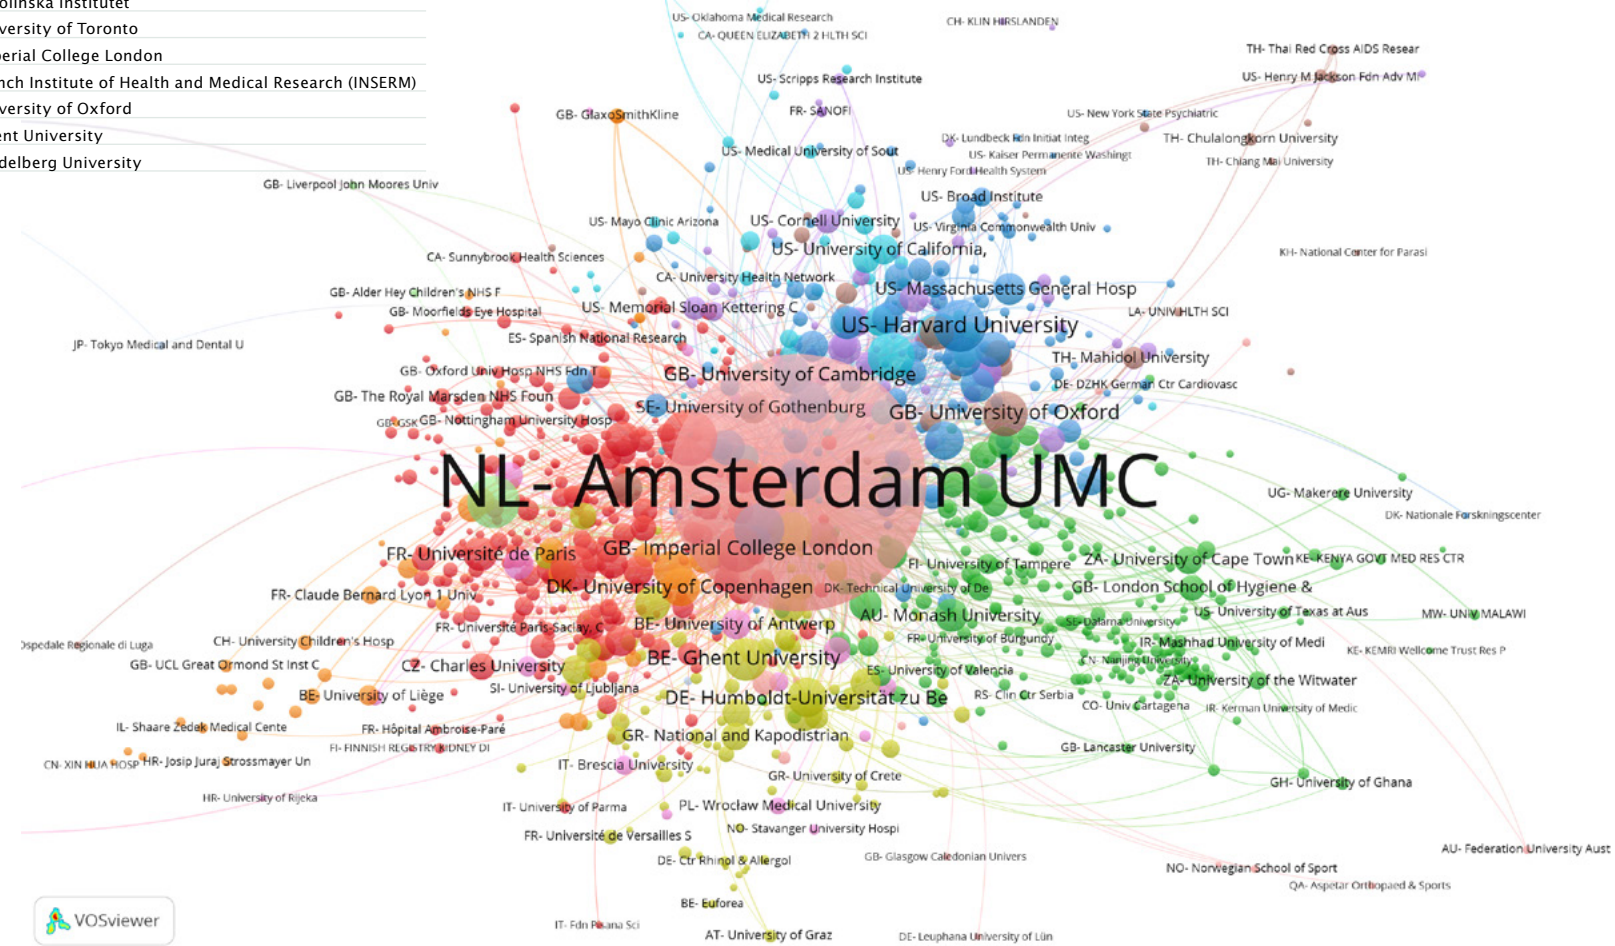 olinska Institutet
versity of Toronto
perial College London
nch Institute of Health and Medical Research (INSERM)
versity of Oxford
ent University
delberg University
US- Oklahoma Medical Research
CH- KLIN HIRSLANDEN
CA- QUEEN ELIZABETH 2 HLTH SCI
TH- Thai Red Cross AIDS Resear
US- Scripps Research Institute
US- Henry M Jackson Fdn Adv Mi
GB- GlaxoSmithKline
FR- SANOFI
US- New York State Psychiatric
DK- Lundbeck Fdn Initiat Integ
TH- Chulalongkorn University
US- Medical University of Sout
US- Kaiser Permanente Washingt
TH- Chiang Mai University
US- Henry Ford Health System
GB- Liverpool John Moores Univ
US- Broad Institute
US- Mayo Clinic Arizona
US- Cornell University
US- Virginia Commonwealth Univ
US- University of California,
KH- National Center for Parasi
CA- Sunnybrook Health Sciences
CA- University Health Network
US- Massachusetts General Hosp
GB- Alder Hey Children's NHS F
US- Memorial Sloan Kettering C
GB- Moorfields Eye Hospital
LA- UNIV HLTH SCI
US- Harvard University
ES- Spanish National Research
JP- Tokyo Medical and Dental U
TH- Mahidol University
GB- Oxford Univ Hosp NHS Fdn T
GB- University of Cambridge
DE- DZHK German Ctr Cardiovasc
GB- The Royal Marsden NHS Foun
SE- University of Gothenburg
GB- University of Oxford
GB- GSK
GB- Nottingham University Hosp
NL- Amsterdam UMC
UG- Makerere University
DK- Nationale Forskningscenter
FR- Université de Paris
GB- Imperial College London
FI- University of Tampere
ZA- University of Cape Town
KE- KENYA GOVT MED RES CTR
DK- University of Copenhagen
DK- Technical University of De
GB- London School of Hygiene &
FR- Claude Bernard Lyon 1 Univ
AU- Monash University
US- University of Texas at Aus
MW- UNIV MALAWI
FR- Université Paris-Saclay, C
BE- University of Antwerp
SE- Dalarna University
Ospedale Regionale di Luga
CH- University Children's Hosp
FR- University of Burgundy
IR- Mashhad University of Medi
KE- KEMRI Wellcome Trust Res P
GB- UCL Great Ormond St Inst C
CZ- Charles University
BE- Ghent University
ES- University of Valencia
CN- Nanjing University
ZA- University of the Witwater
BE- University of Liège
SI- University of Ljubljana
DE- Humboldt-Universität zu Be
RS- Clin Ctr Serbia
CO- Univ Cartagena
IR- Kerman University of Medic
IL- Shaare Zedek Medical Cente
FR- Hôpital Ambroise-Paré
GR- National and Kapodistrian
FI- FINNISH REGISTRY KIDNEY DI
GB- Lancaster University
CN- XIN HUA HOSP
HR- Josip Juraj Strossmayer Un
IT- Brescia University
GR- University of Crete
GH- University of Ghana
HR- University of Rijeka
IT- University of Parma
PL- Wrocław Medical University
FR- Université de Versailles S
NO- Stavanger University Hospi
AU- Federation University Aust
DE- Ctr Rhinol & Allergol
GB- Glasgow Caledonian Univers
NO- Norwegian School of Sport
QA- Aspetar Orthopaed & Sports
BE- Euforea
VOSviewer
IT- Fdn Pisana Sci
AT- University of Graz
DE- Leuphana University of Lün